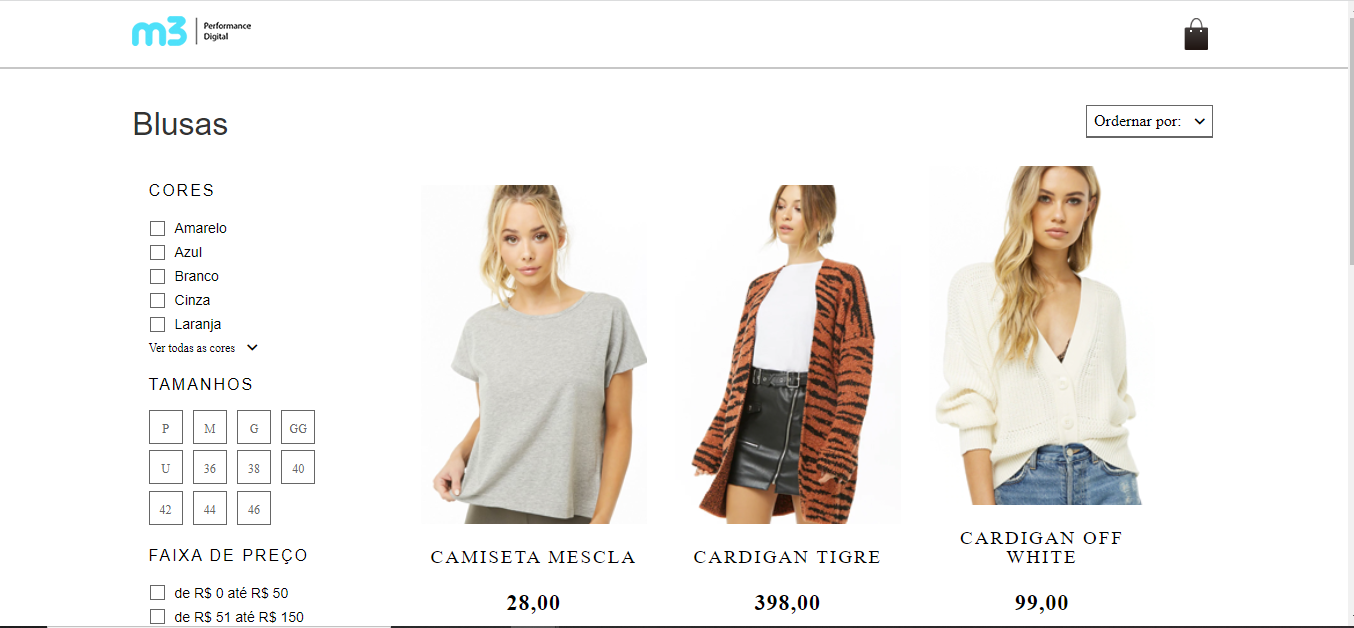 m3 Performance
Digital
Blusas
Ordernar por:
CORES
Amarelo
Azul
Branco
Cinza
Laranja
Ver todas as cores
TAMANHOS
P M G GG
U 36 38 40
42 44 46
FAIXA DE PREÇO
de R$ 0 até R$ 50
de R$ 51 até R$ 150
CAMISETA MESCLA
28,00
CARDIGAN TIGRE
398,00
CARDIGAN OFF
WHITE
99,00